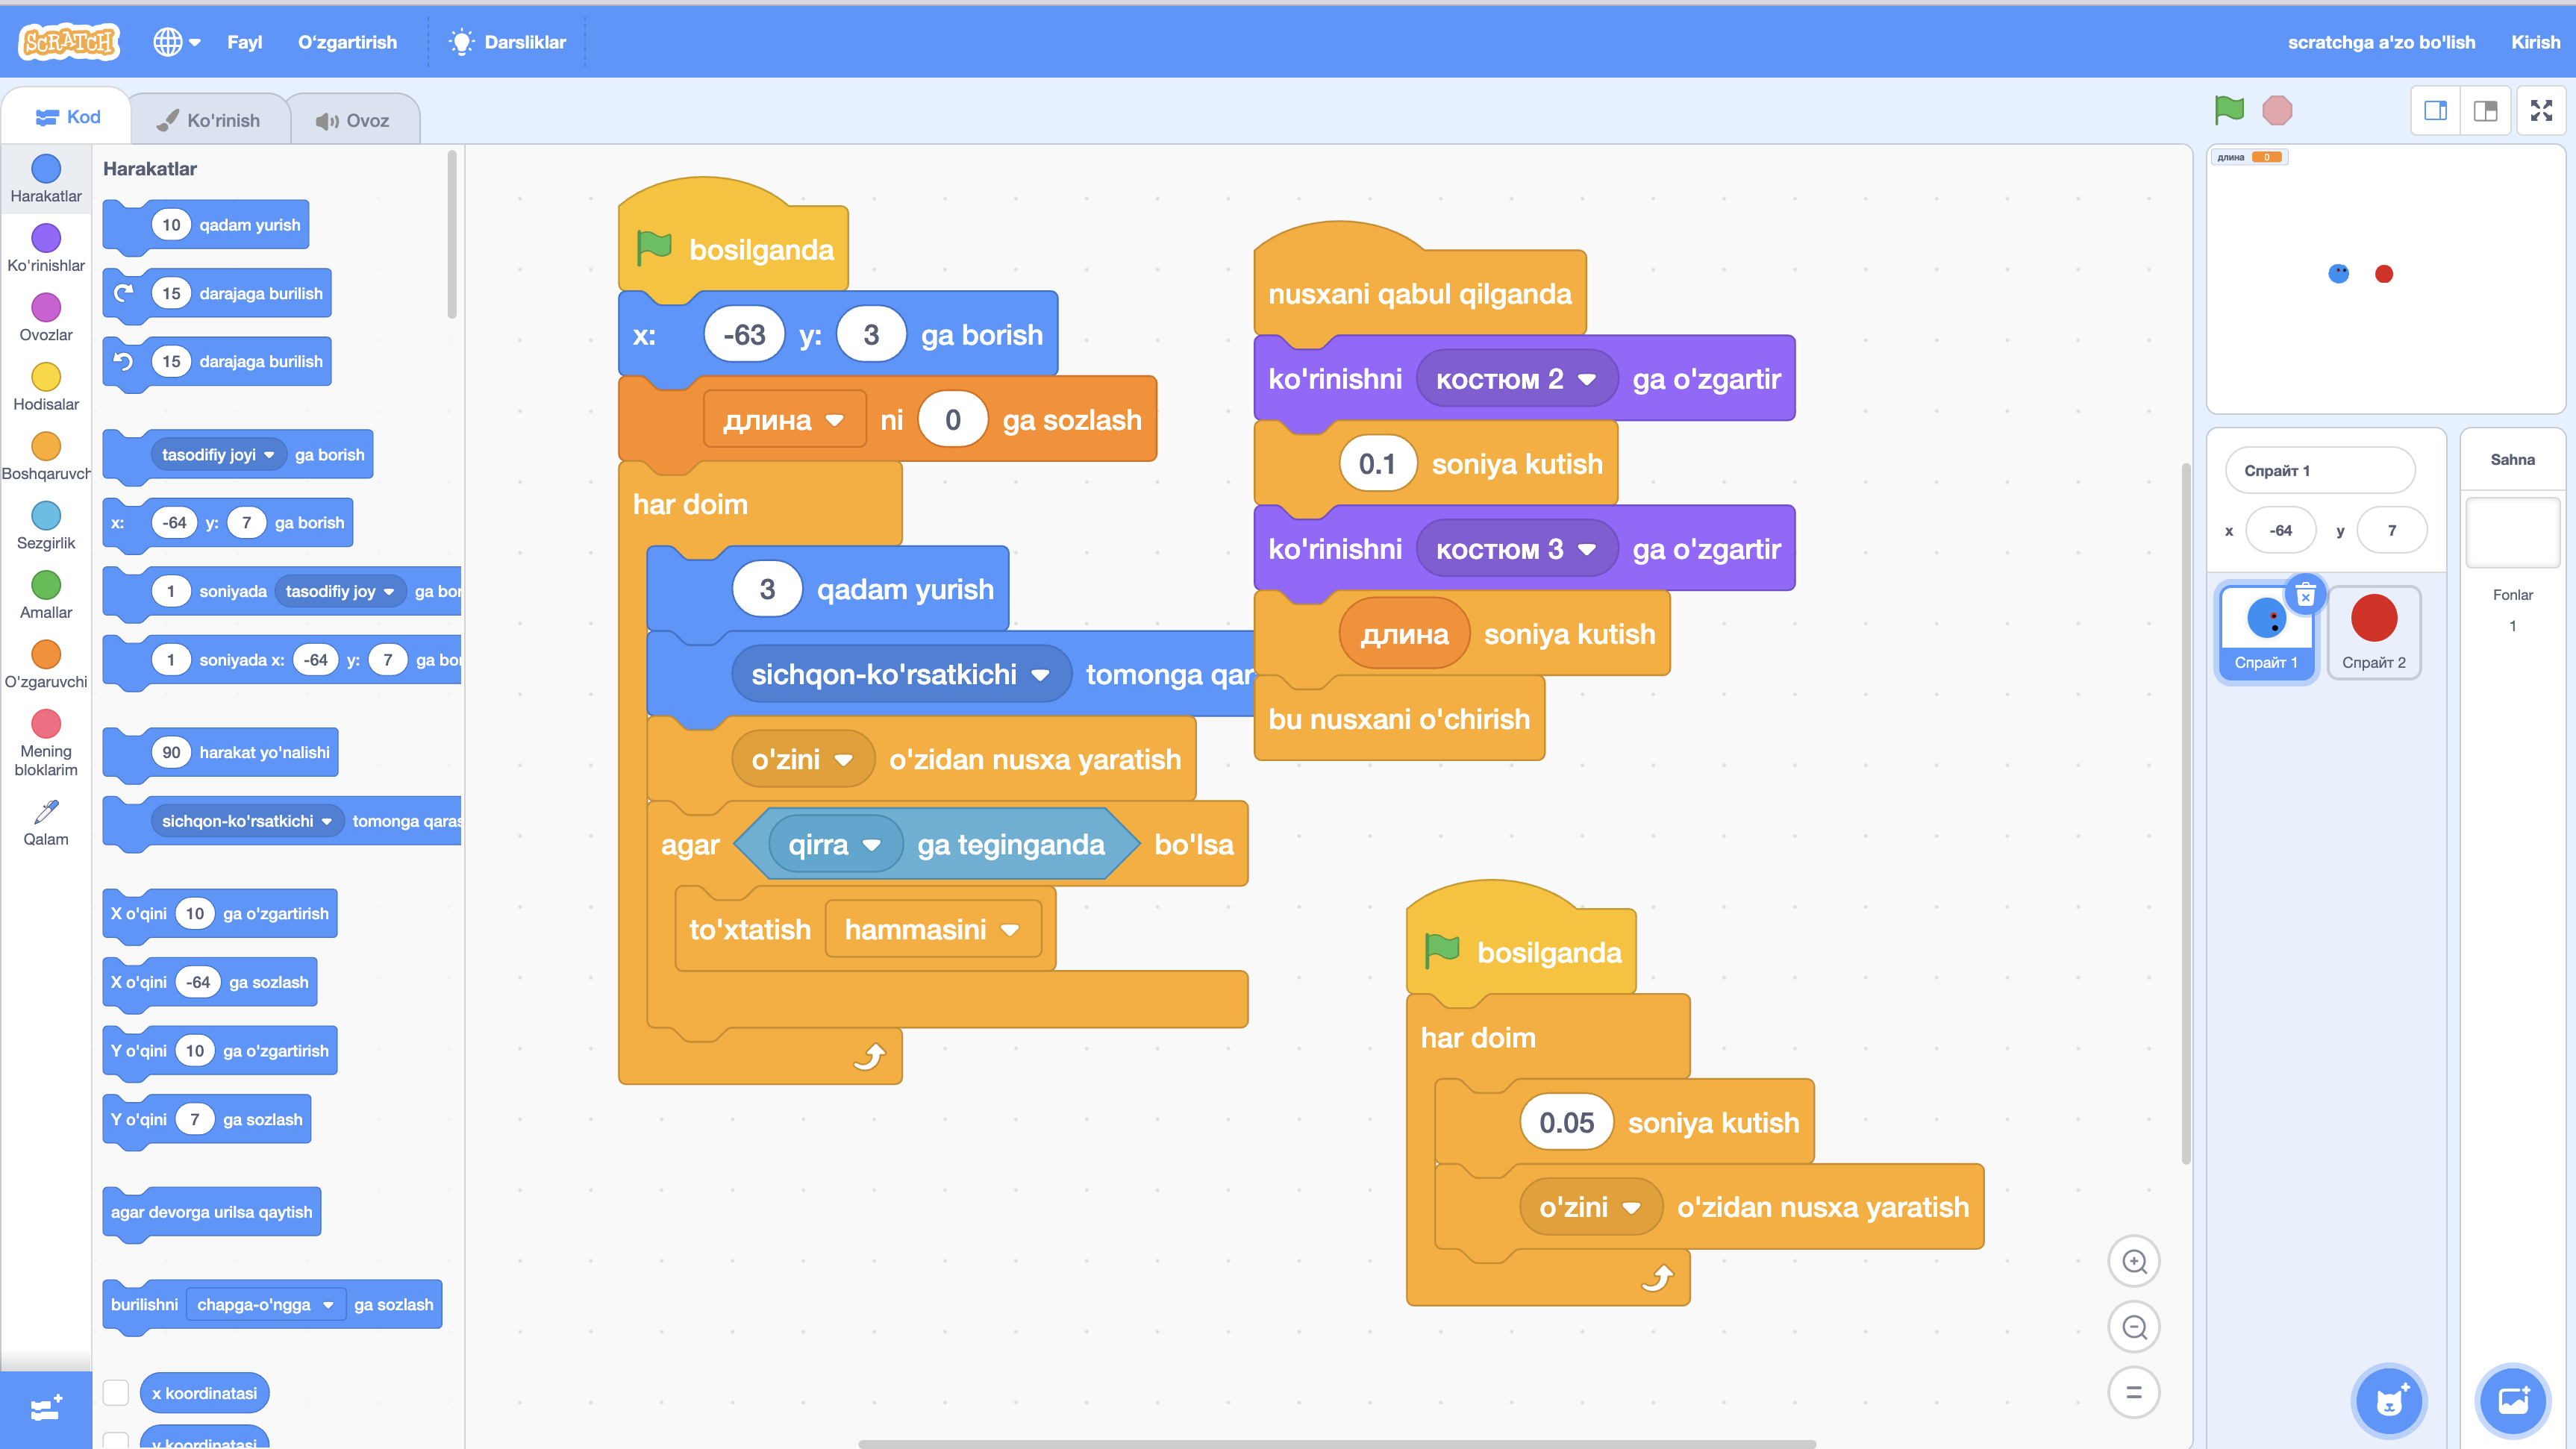 SCRATCH
Fayl
O'zgartirish
Darsliklar
scratchga a'zo bo'lish
Kirish
Kod
Ko'rinish
Ovoz
Harakatlar
Ko'rinishlar
Ovozlar
Hodisalar
Boshqaruvch
Sezgirlik
Amallar
O'zgaruvchi
Mening
bloklarim
Qalam
Harakatlar
10 qadam yurish
15 darajaga burilish
15 darajaga burilish
tasodifiy joyi ga borish
x: -64 y: 7 ga borish
1 soniyada tasodifiy joy ga bor
1 soniyada x: -64 y: 7 ga bor
90 harakat yo'nalishi
sichqon-ko'rsatkichi tomonga qaras
X o'qini 10 ga o'zgartirish
X o'qini -64 ga sozlash
Y o'qini 10 ga o'zgartirish
Y o'qini 7 ga sozlash
agar devorga urilsa qaytish
burilishni chapga-o'ngga ga sozlash
x koordinatasi
y koordinatasi
bosilganda
x: -63 y: 3 ga borish
длина ni 0 ga sozlash
har doim
3 qadam yurish
sichqon-ko'rsatkichi tomonga qar
o'zini o'zidan nusxa yaratish
agar qirra ga teginganda bo'lsa
to'xtatish hammasini
nusxani qabul qilganda
ko'rinishni костюм 2 ga o'zgartir
0.1 soniya kutish
ko'rinishni костюм 3 ga o'zgartir
длина soniya kutish
bu nusxani o'chirish
bosilganda
har doim
0.05 soniya kutish
o'zini o'zidan nusxa yaratish
длина 0
Спрайт 1
x -64 y 7
Спрайт 1
Спрайт 2
Sahna
Fonlar
1